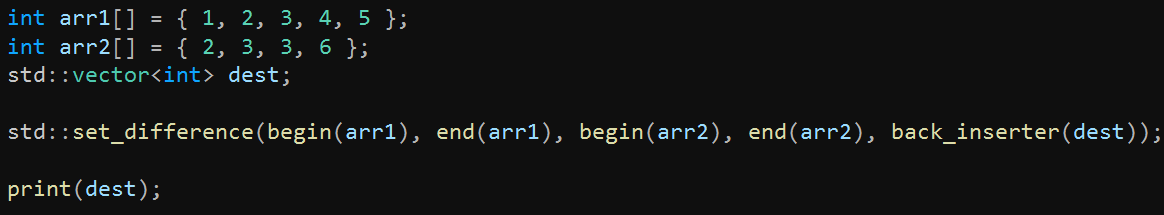 int arr1[] = { 1, 2, 3, 4, 5 };
int arr2[] = { 2, 3, 3, 6 };
std::vector<int> dest;
std::set_difference(begin(arr1), end(arr1), begin(arr2), end(arr2), back_inserter(dest));
print(dest);